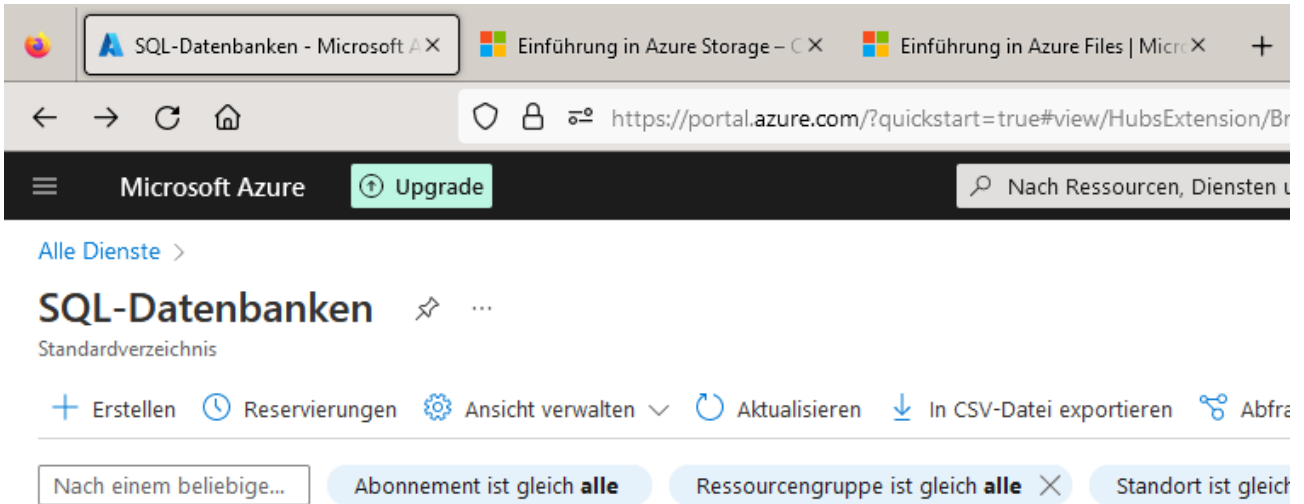 SQL-Datenbanken - Microsoft A
Einführung in Azure Storage – C
Einführung in Azure Files | Micro
https://portal.azure.com/?quickstart=true#view/HubsExtension/Br
Microsoft Azure
Upgrade
Nach Ressourcen, Diensten u
Alle Dienste >
SQL-Datenbanken ...
Standardverzeichnis
Erstellen Reservierungen Ansicht verwalten Aktualisieren In CSV-Datei exportieren Abfra
Nach einem beliebige... Abonnement ist gleich alle Ressourcengruppe ist gleich alle Standort ist gleich